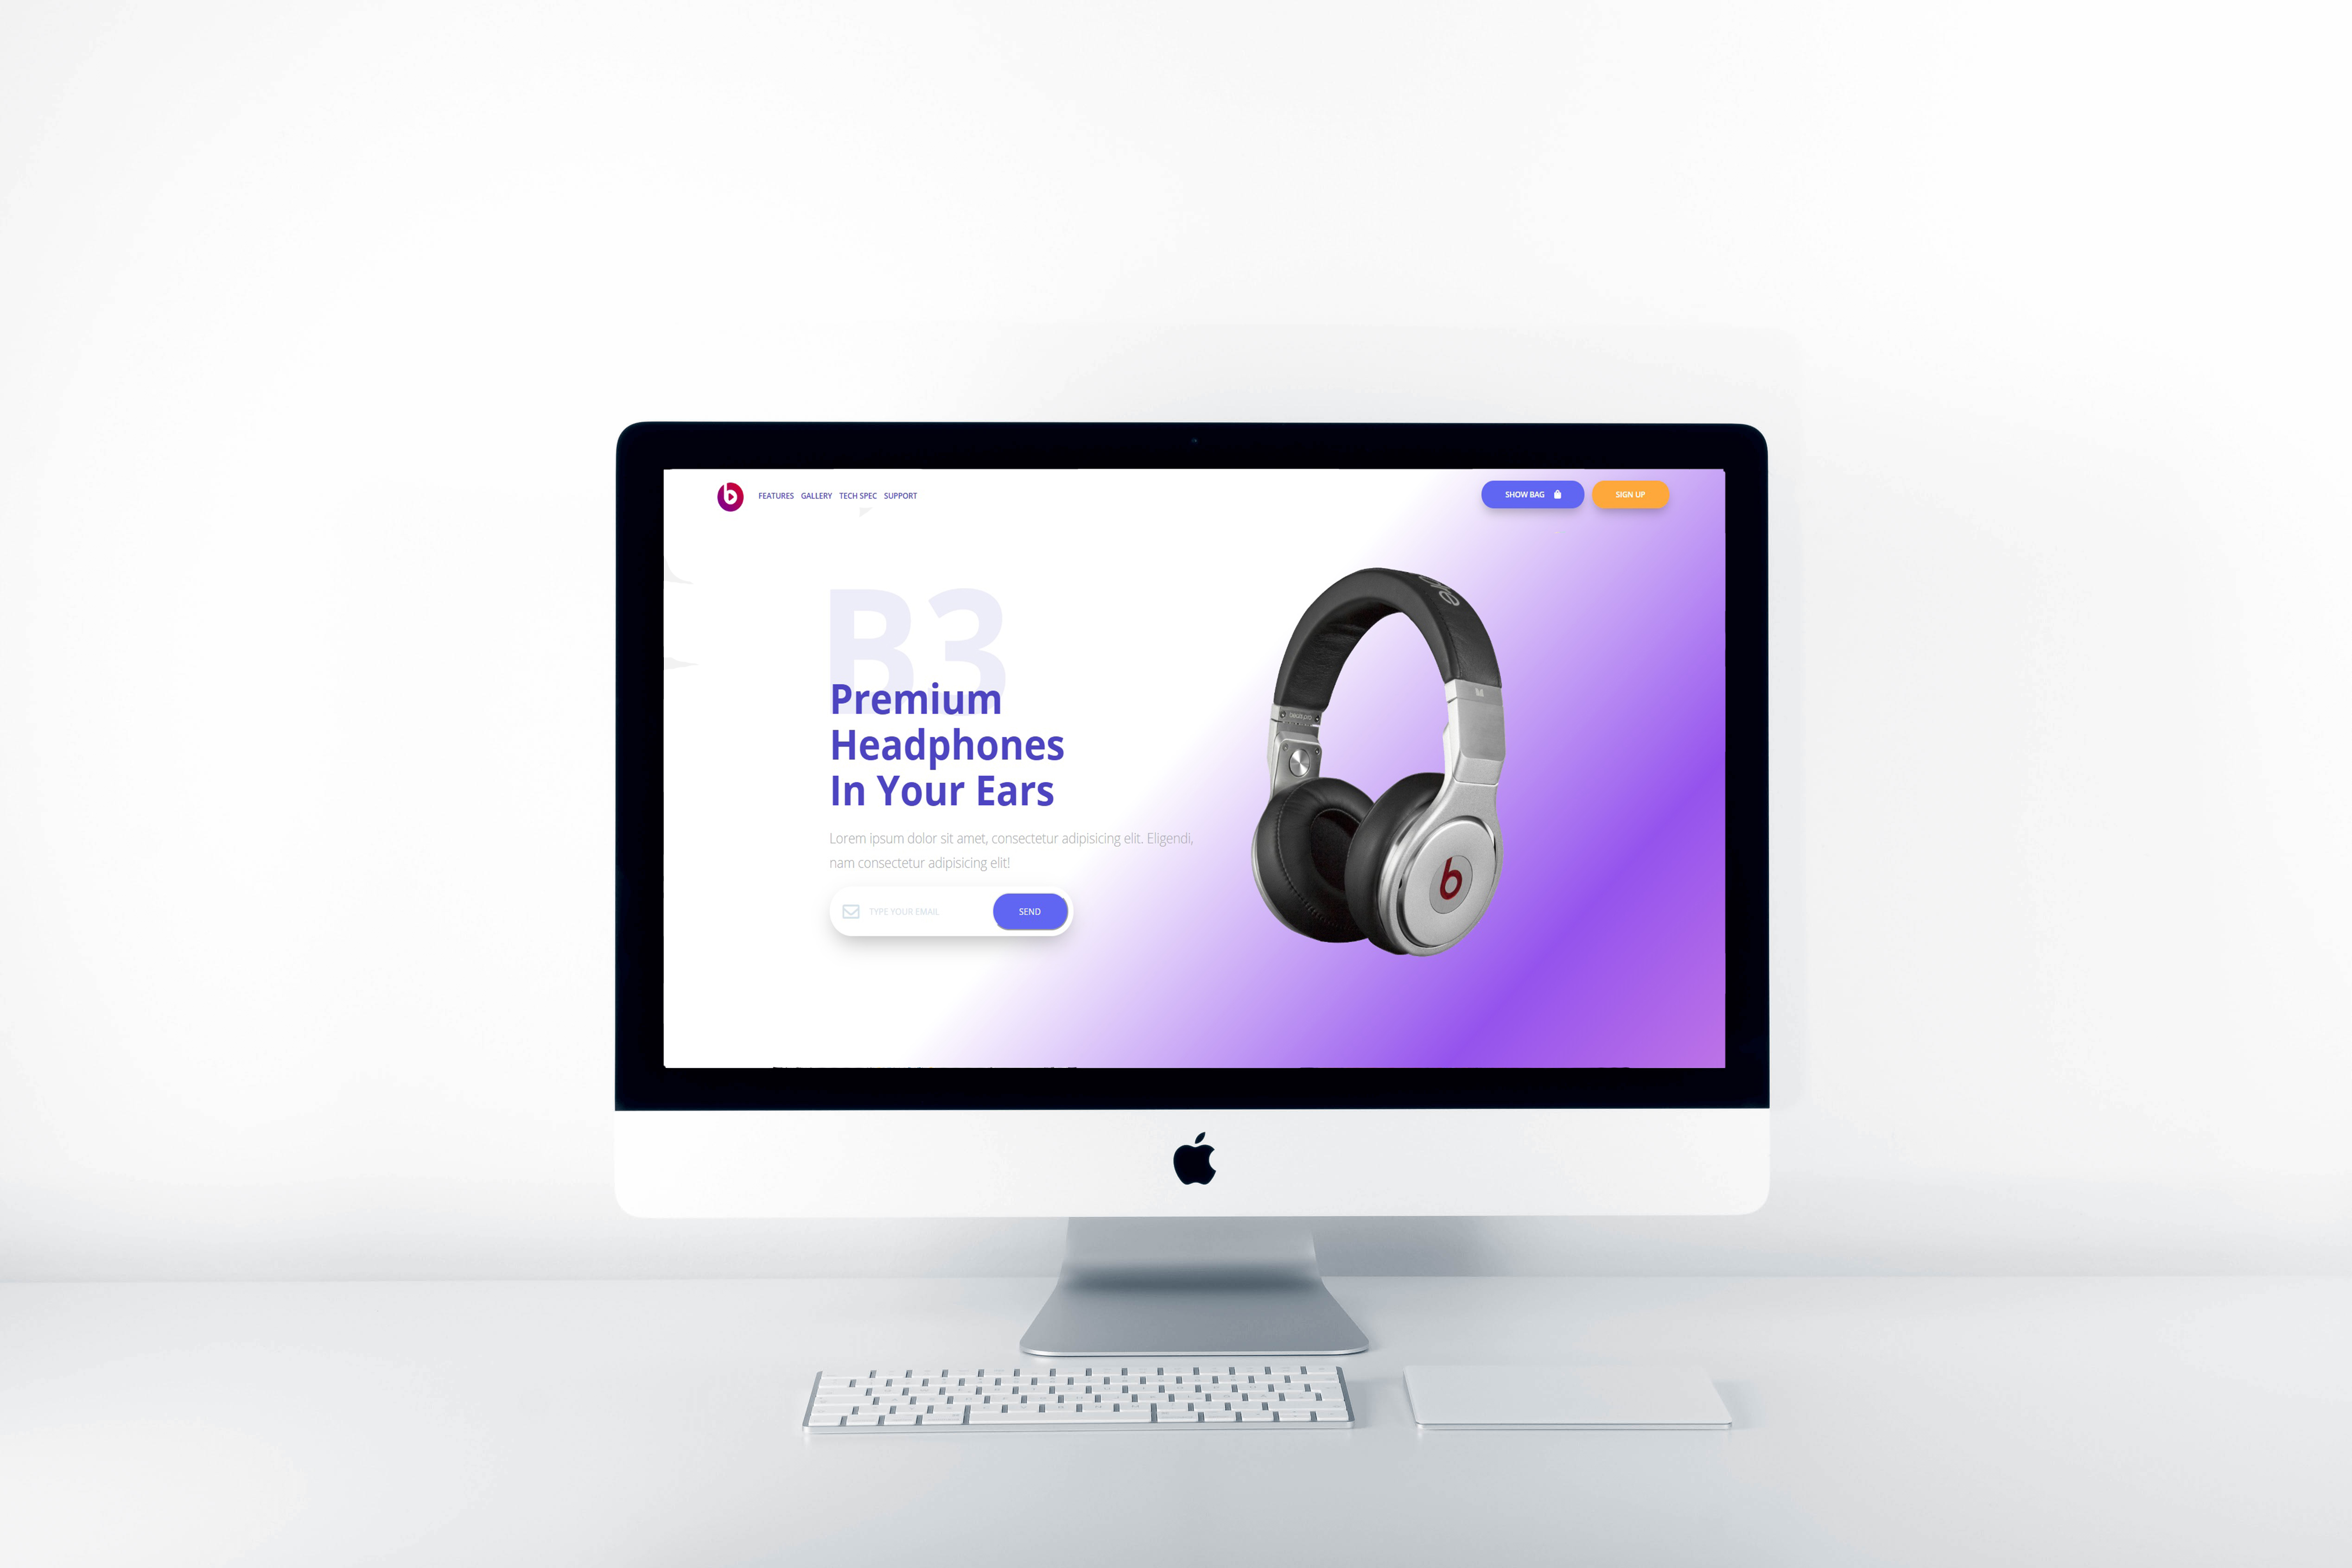 FEATURES GALLERY TECH SPEC SUPPORT
SHOW BAG
SIGN UP
B3
Premium
Headphones
In Your Ears
Lorem ipsum dolor sit amet, consectetur adipisicing elit. Eligendi,
nam consectetur adipisicing elit!
TYPE YOUR EMAIL
SEND
b